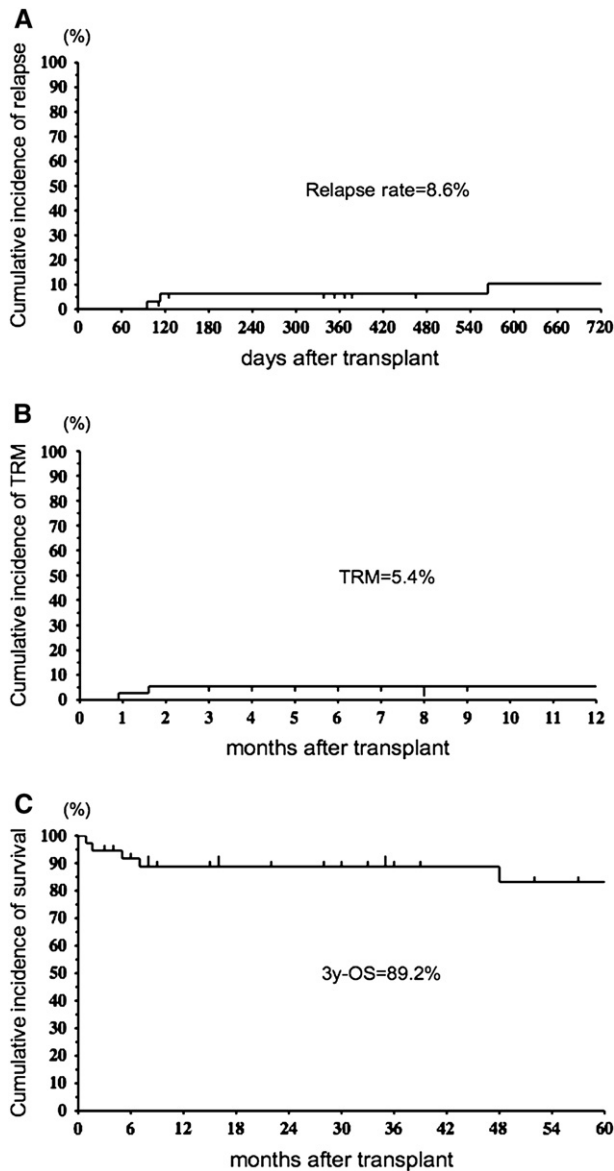 A
(%)
100
90
80
70
60
50
40
30
20
10
0
Cumulative incidence of relapse
Relapse rate=8.6%
0 60 120 180 240 300 360 420 480 540 600 660 720
days after transplant
B
(%)
100
90
80
70
60
50
40
30
20
10
0
Cumulative incidence of TRM
TRM=5.4%
0 1 2 3 4 5 6 7 8 9 10 11 12
months after transplant
C
(%)
100
90
80
70
60
50
40
30
20
10
0
Cumulative incidence of survival
3y-OS=89.2%
0 6 12 18 24 30 36 42 48 54 60
months after transplant